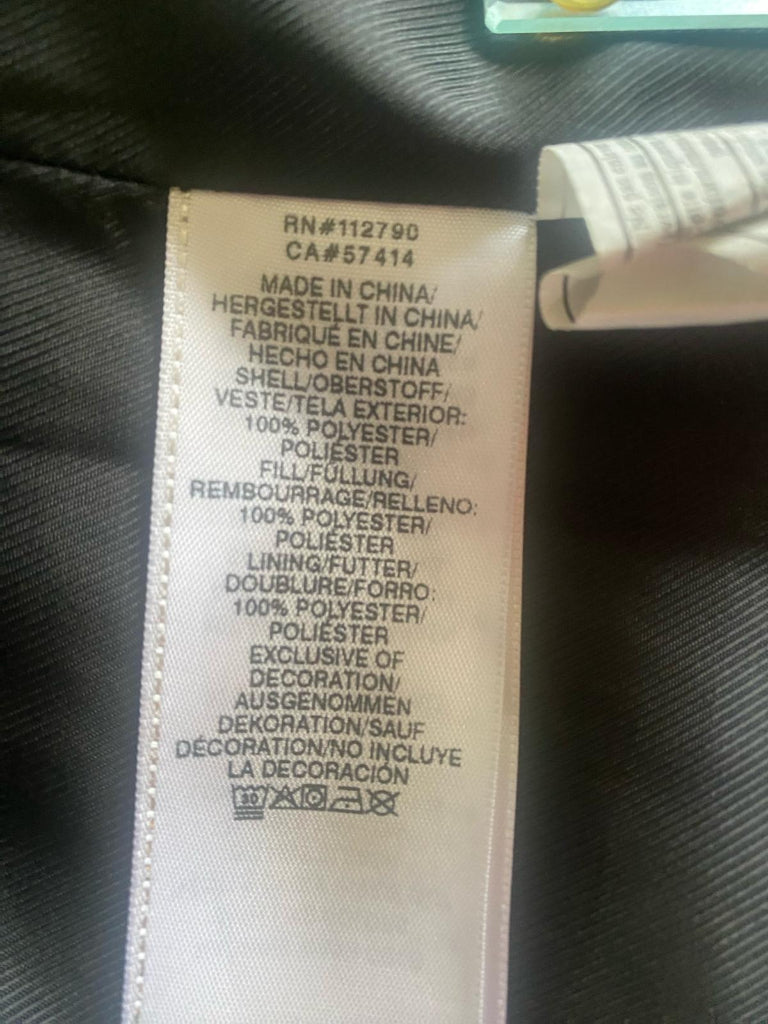 RN#112790
CA#57414
MADE IN CHINA/
HERGESTELLT IN CHINA/
FABRIQUÉ EN CHINE/
HECHO EN CHINA
SHELL/OBERSTOFF/
VESTE/TELA EXTERIOR:
100% POLYESTER/
POLIÉSTER
FILL/FÜLLUNG/
REMBOURRAGE/RELLENO:
100% POLYESTER/
POLIÉSTER
LINING/FUTTER/
DOUBLURE/FORRO:
100% POLYESTER/
POLIÉSTER
EXCLUSIVE OF
DECORATION/
AUSGENOMMEN
DEKORATION/SAUF
DÉCORATION/NO INCLUYE
LA DECORACIÓN
30